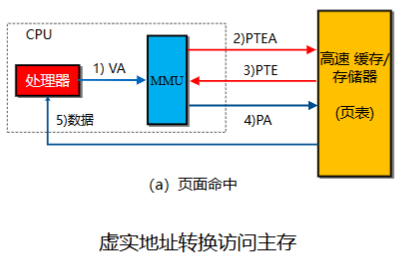 CPU
处理器
1) VA
MMU
2)PTEA
3)PTE
4)PA
5)数据
高速 缓存/
存储器
(页表)
(a) 页面命中
虚实地址转换访问主存